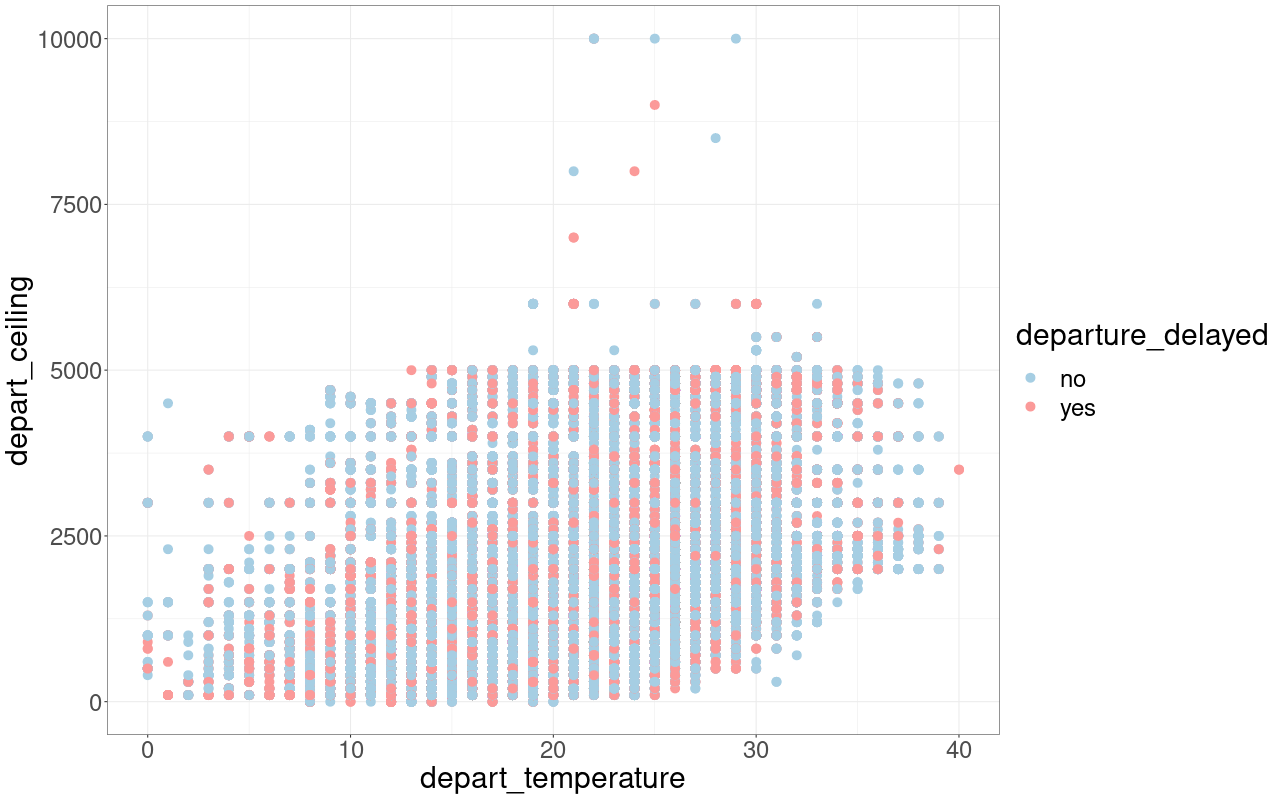 10000
7500
5000
2500
0
depart_ceiling
0 10 20 30 40
depart_temperature
departure_delayed
no
yes